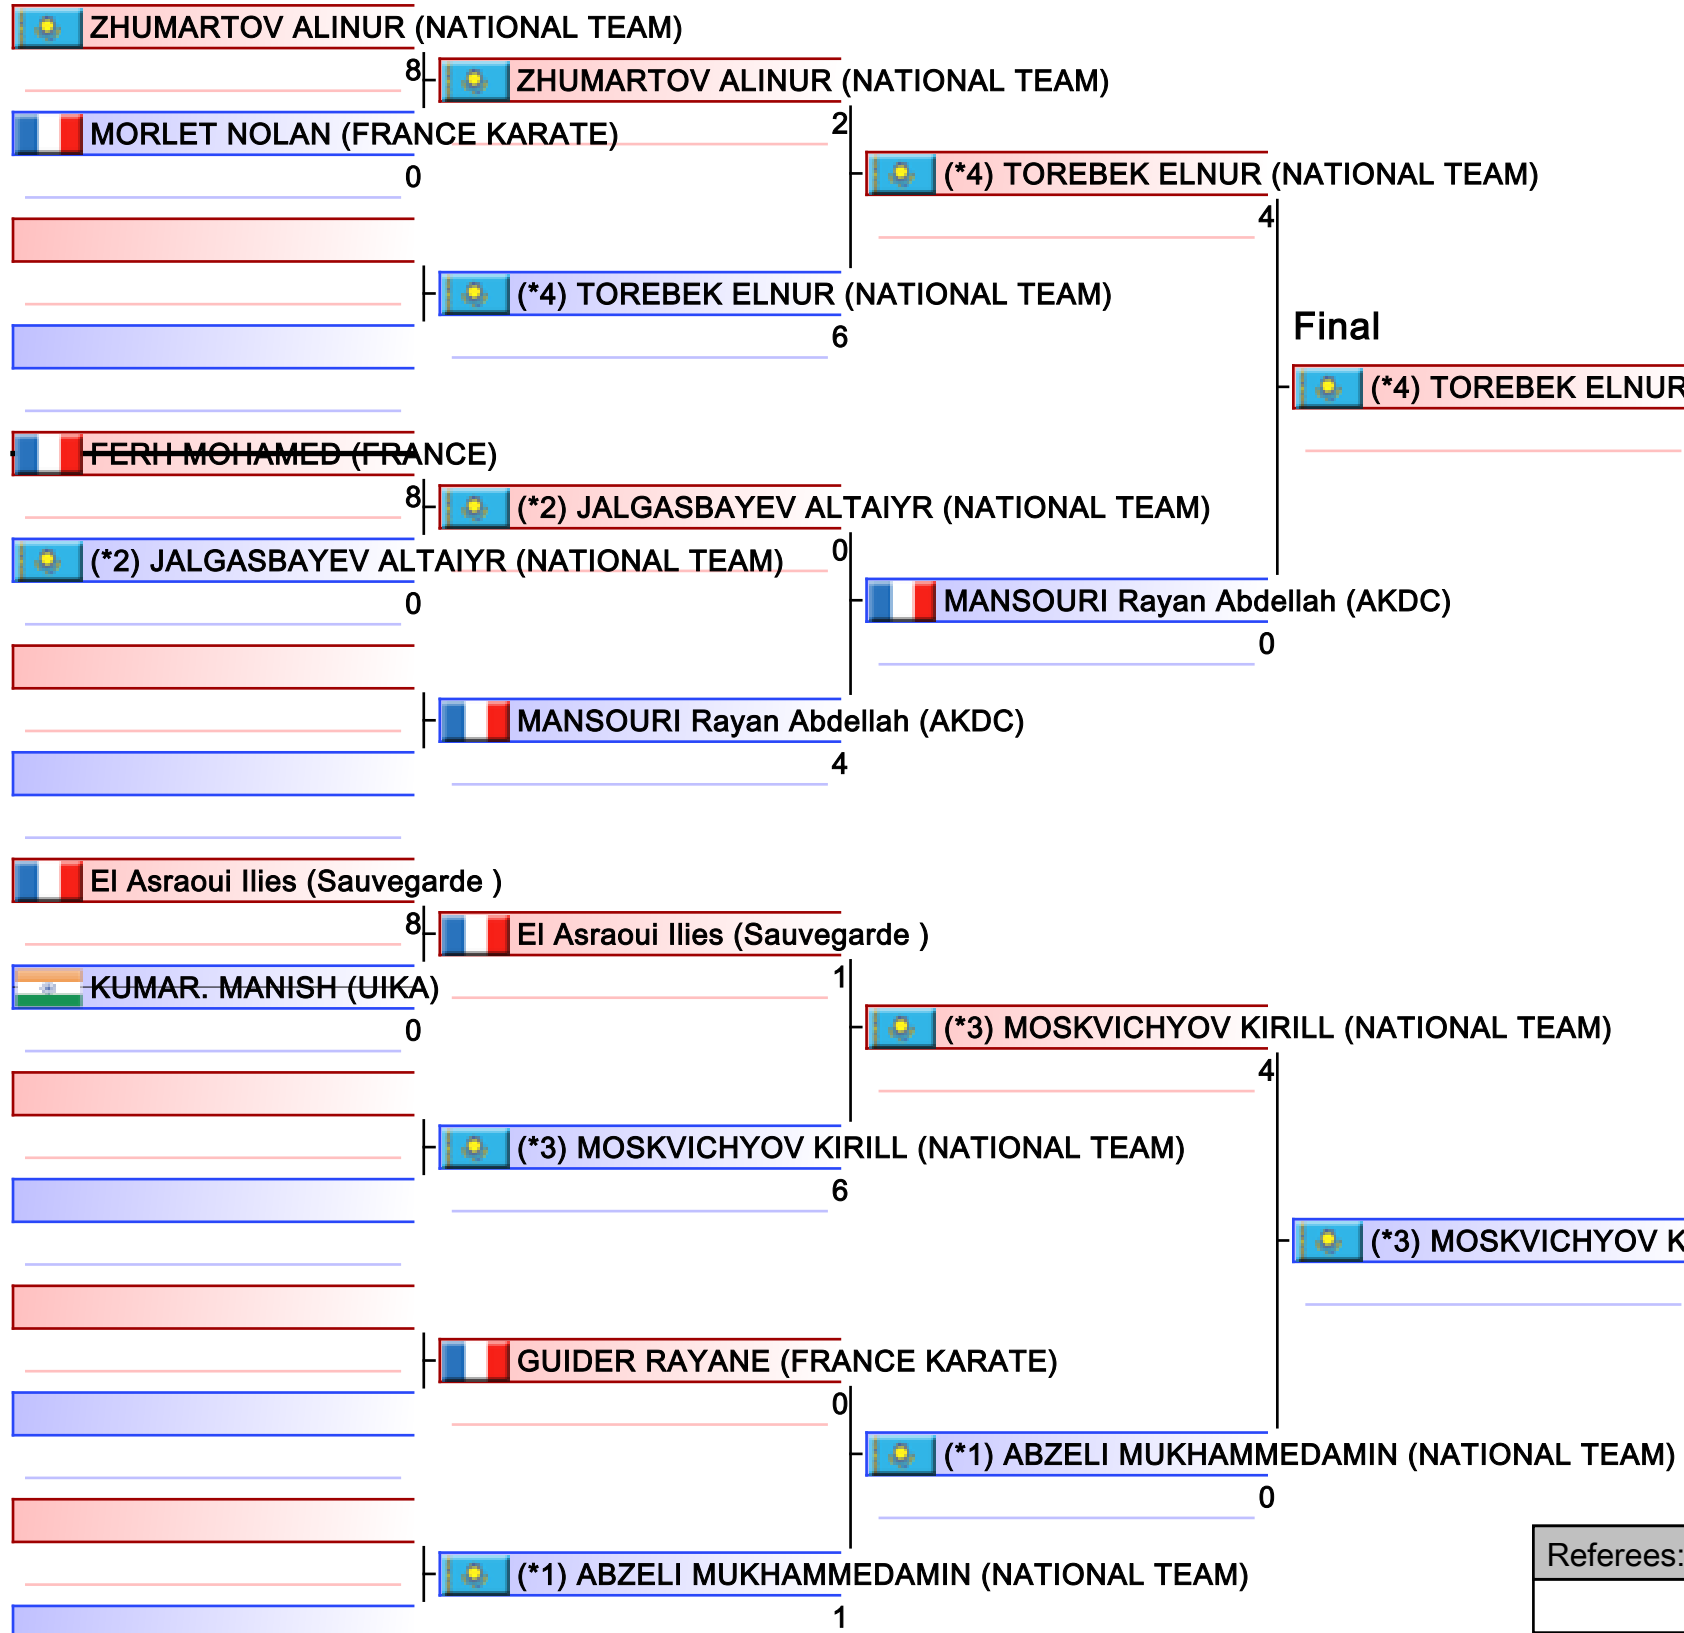 ZHUMARTOV ALINUR (NATIONAL TEAM)
8
MORLET NOLAN (FRANCE KARATE)
0
FERH MOHAMED (FRANCE)
8
(*2) JALGASBAYEV ALTAIYR (NATIONAL TEAM)
0
El Asraoui Ilies (Sauvegarde )
8
KUMAR. MANISH (UIKA)
0
ZHUMARTOV ALINUR (NATIONAL TEAM)
2
(*4) TOREBEK ELNUR (NATIONAL TEAM)
6
(*2) JALGASBAYEV ALTAIYR (NATIONAL TEAM)
0
MANSOURI Rayan Abdellah (AKDC)
4
El Asraoui Ilies (Sauvegarde )
1
(*3) MOSKVICHYOV KIRILL (NATIONAL TEAM)
6
GUIDER RAYANE (FRANCE KARATE)
0
(*1) ABZELI MUKHAMMEDAMIN (NATIONAL TEAM)
1
(*4) TOREBEK ELNUR (NATIONAL TEAM)
4
MANSOURI Rayan Abdellah (AKDC)
0
(*3) MOSKVICHYOV KIRILL (NATIONAL TEAM)
4
(*1) ABZELI MUKHAMMEDAMIN (NATIONAL TEAM)
0
Final
(*4) TOREBEK ELNUR
(*3) MOSKVICHYOV K
Referees: